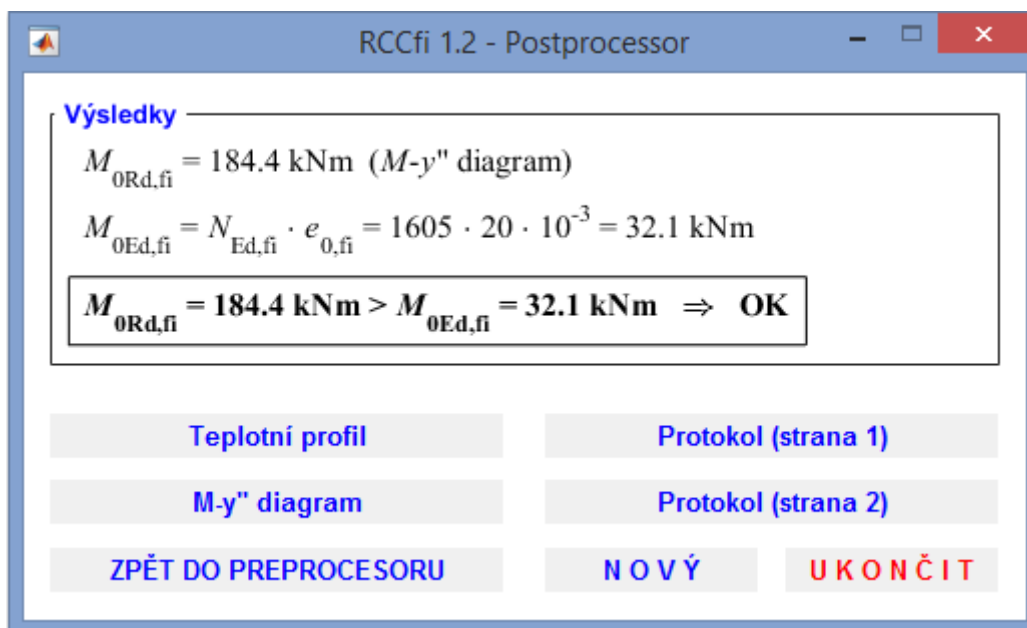 RCCfi 1.2 - Postprocessor
Výsledky
M0Rd,fi = 184.4 kNm (M-y" diagram)
M0Ed,fi = NEd,fi · e0,fi = 1605 · 20 · 10-3 = 32.1 kNm
M0Rd,fi = 184.4 kNm > M0Ed,fi = 32.1 kNm ⇒ OK
Teplotní profil
Protokol (strana 1)
M-y" diagram
Protokol (strana 2)
ZPĚT DO PREPROCESORU
N O V Ý
U K O N Č I T